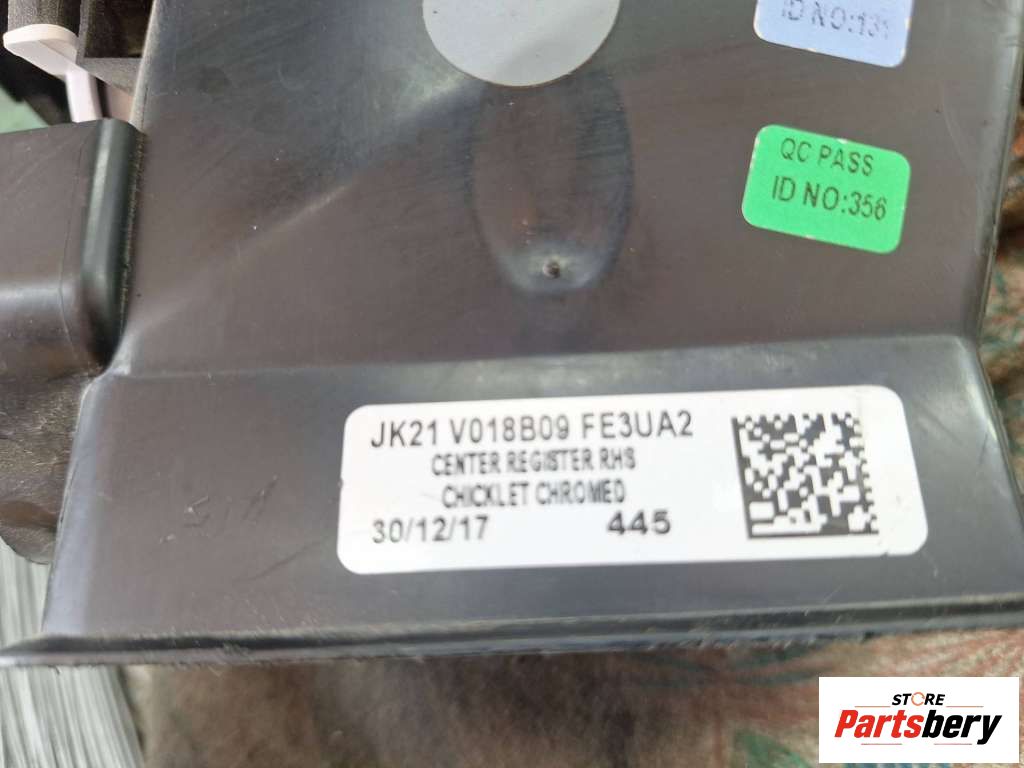 ID NO:131
QC PASS
ID NO:356
JK21 V018B09 FE3UA2
CENTER REGISTER RHS
CHICKLET CHROMED
30/12/17 445
STORE
Partsbery